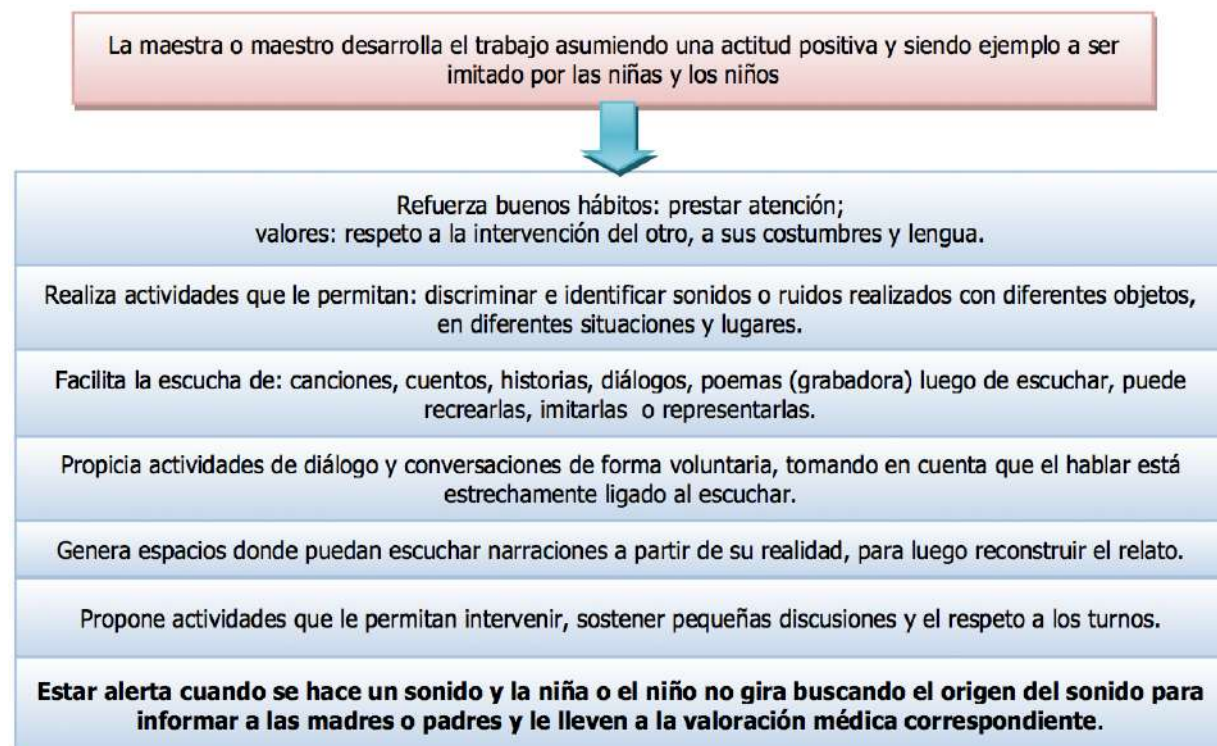 La maestra o maestro desarrolla el trabajo asumiendo una actitud positiva y siendo ejemplo a ser
imitado por las niñas y los niños
Refuerza buenos hábitos: prestar atención;
valores: respeto a la intervención del otro, a sus costumbres y lengua.
Realiza actividades que le permitan: discriminar e identificar sonidos o ruidos realizados con diferentes objetos,
en diferentes situaciones y lugares.
Facilita la escucha de: canciones, cuentos, historias, diálogos, poemas (grabadora) luego de escuchar, puede
recrearlas, imitarlas o representarlas.
Propicia actividades de diálogo y conversaciones de forma voluntaria, tomando en cuenta que el hablar está
estrechamente ligado al escuchar.
Genera espacios donde puedan escuchar narraciones a partir de su realidad, para luego reconstruir el relato.
Propone actividades que le permitan intervenir, sostener pequeñas discusiones y el respeto a los turnos.
Estar alerta cuando se hace un sonido y la niña o el niño no gira buscando el origen del sonido para
informar a las madres o padres y le lleven a la valoración médica correspondiente.